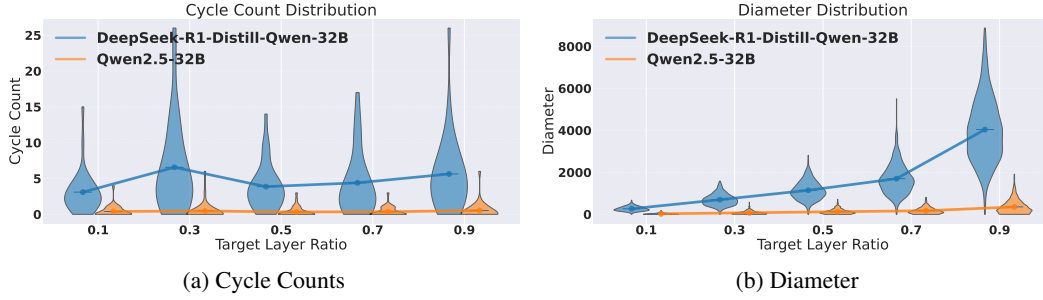 Cycle Count Distribution
Cycle Count
25
20
15
10
5
0
DeepSeek-R1-Distill-Qwen-32B
Qwen2.5-32B
0.1 0.3 0.5 0.7 0.9
Target Layer Ratio
(a) Cycle Counts
Diameter Distribution
Diameter
8000
6000
4000
2000
0
DeepSeek-R1-Distill-Qwen-32B
Qwen2.5-32B
0.1 0.3 0.5 0.7 0.9
Target Layer Ratio
(b) Diameter